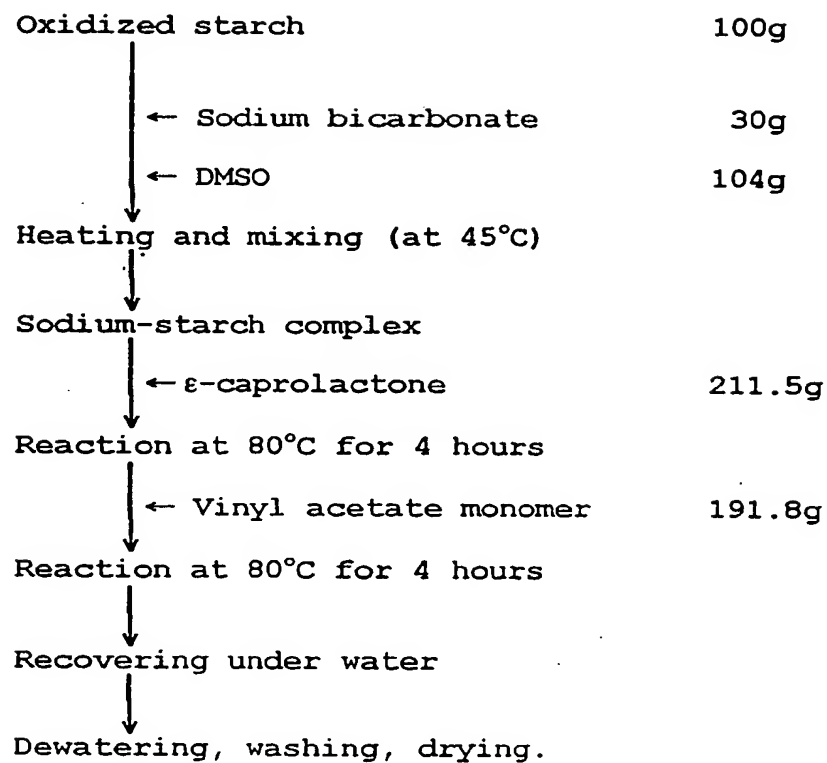 Oxidized starch 100g
← Sodium bicarbonate 30g
← DMSO 104g
Heating and mixing (at 45°C)
Sodium-starch complex
← ε-caprolactone 211.5g
Reaction at 80°C for 4 hours
← Vinyl acetate monomer 191.8g
Reaction at 80°C for 4 hours
Recovering under water
Dewatering, washing, drying.